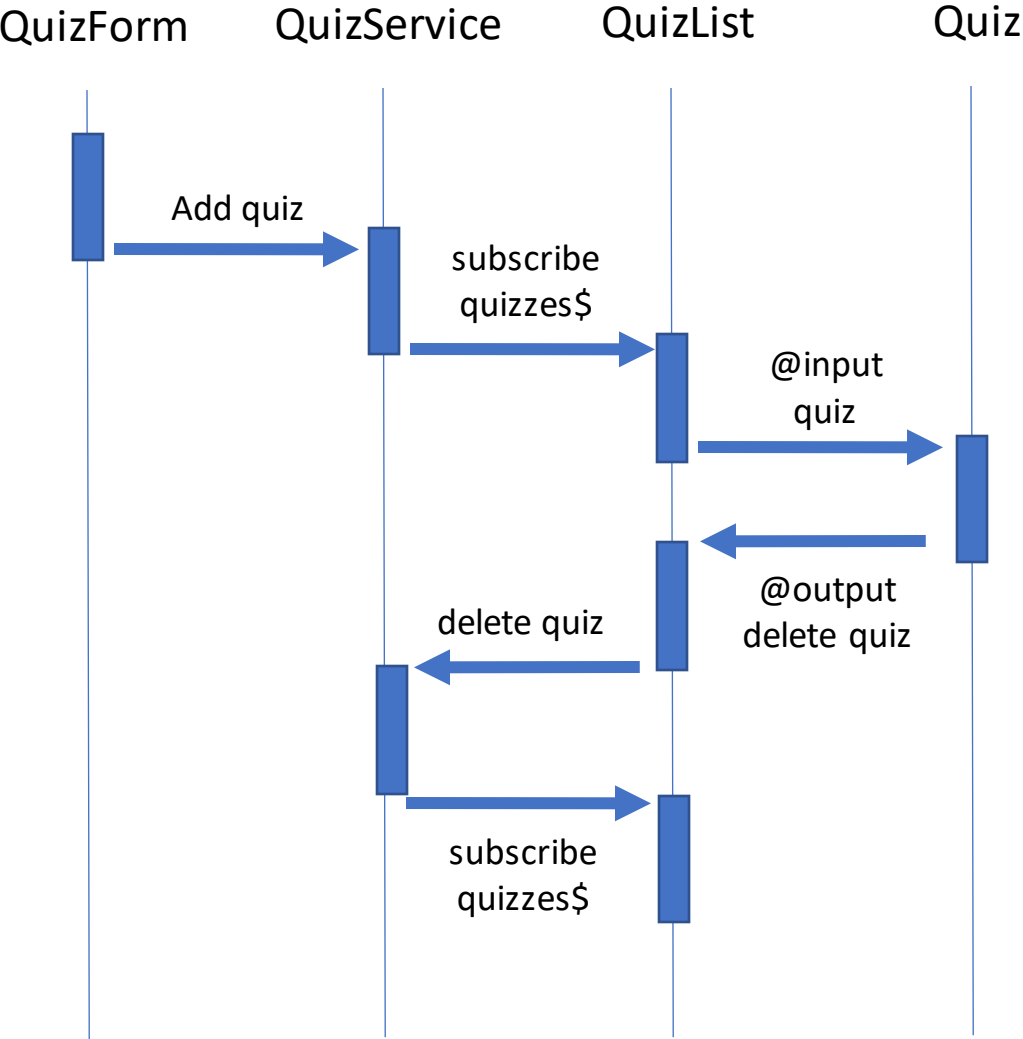 QuizForm
QuizService
QuizList
Quiz
Add quiz
subscribe
quizzes$
@input
quiz
@output
delete quiz
delete quiz
subscribe
quizzes$